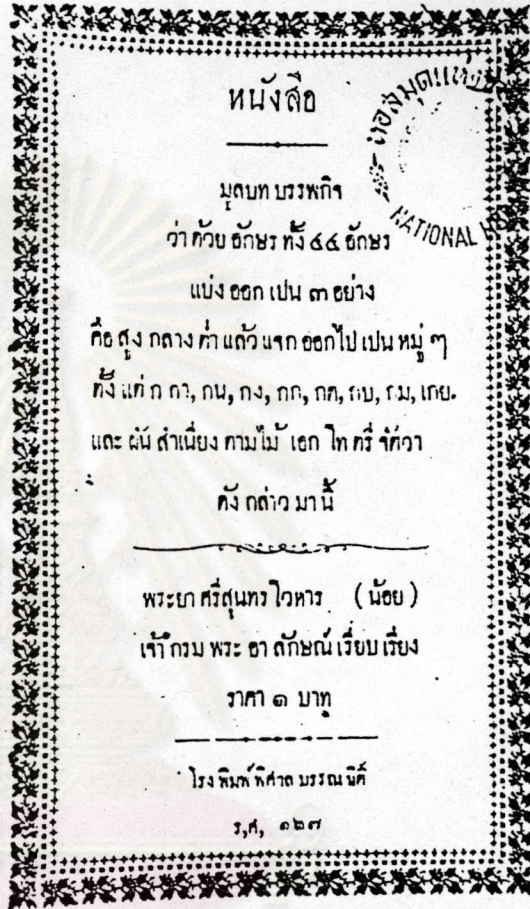 หนังสือ
หอสมุดแห่ง
NATIONAL
มูลบท บรรพกิจ
ว่า ด้วย อักษร ทั้ง ๔๔ อักษร
แบ่ง ออก เปน ๓ อย่าง
คือ สูง กลาง ต่ำ แล้ว แจก ออกไป เปน หมู่ ๆ
ตั้ง แต่ ก กา, กน, กง, กก, กด, กบ, กม, เกย.
และ ผัน สำเนียง ตามไม้ เอก โท ตรี จัตวา
ดัง กล่าว มา นี้
พระยา ศรีสุนทร โวหาร (น้อย)
เจ้า กรม พระ อา ลักษณ์ เรียบ เรียง
ราคา ๑ บาท
โรง พิมพ์ พิศาล บรรณนิติ์
ร,ศ, ๑๒๗